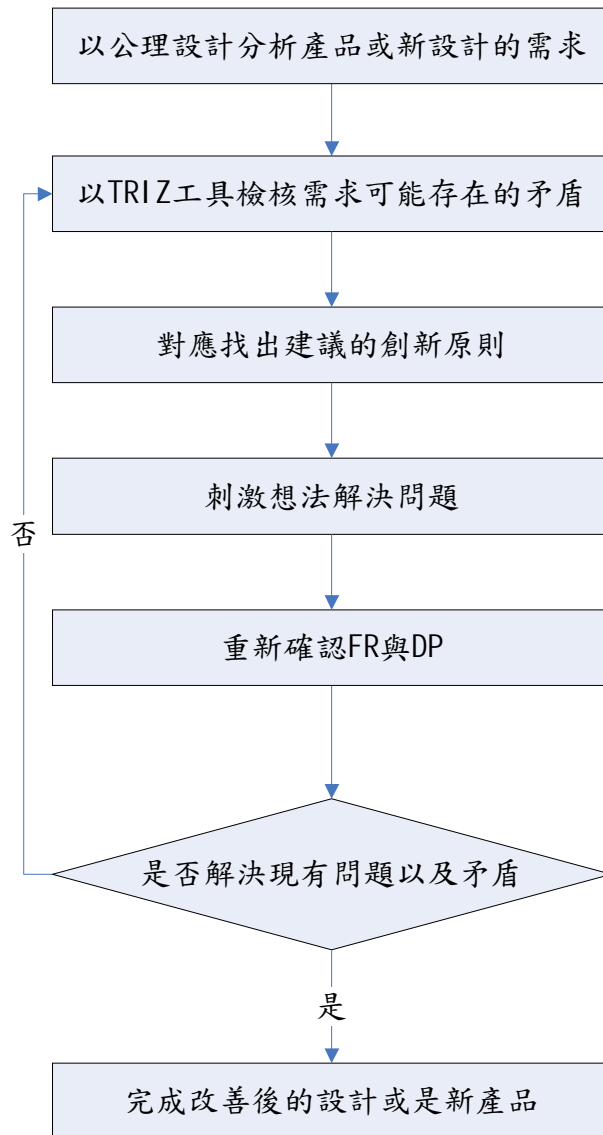 以公理設計分析產品或新設計的需求
以TRIZ工具檢核需求可能存在的矛盾
對應找出建議的創新原則
刺激想法解決問題
否
重新確認FR與DP
是否解決現有問題以及矛盾
是
完成改善後的設計或是新產品